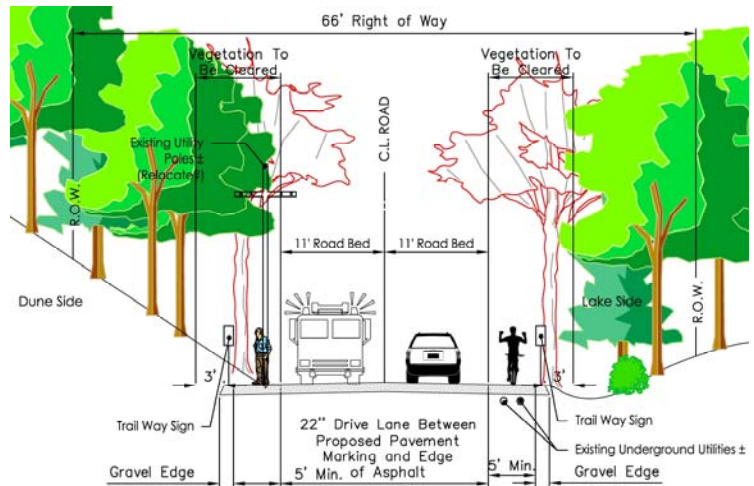 66' Right of Way
Vegetation To
Be Cleared
Vegetation To
Be Cleared
C.L. ROAD
Existing Utility
Poles ±
(Relocate?)
R.O.W.
R.O.W.
11' Road Bed
11' Road Bed
Dune Side
Lake Side
3'
3'
Trail Way Sign
22" Drive Lane Between
Proposed Pavement
Marking and Edge
of Asphalt
Trail Way Sign
Existing Underground Utilities ±
Gravel Edge
5' Min.
5' Min.
Gravel Edge